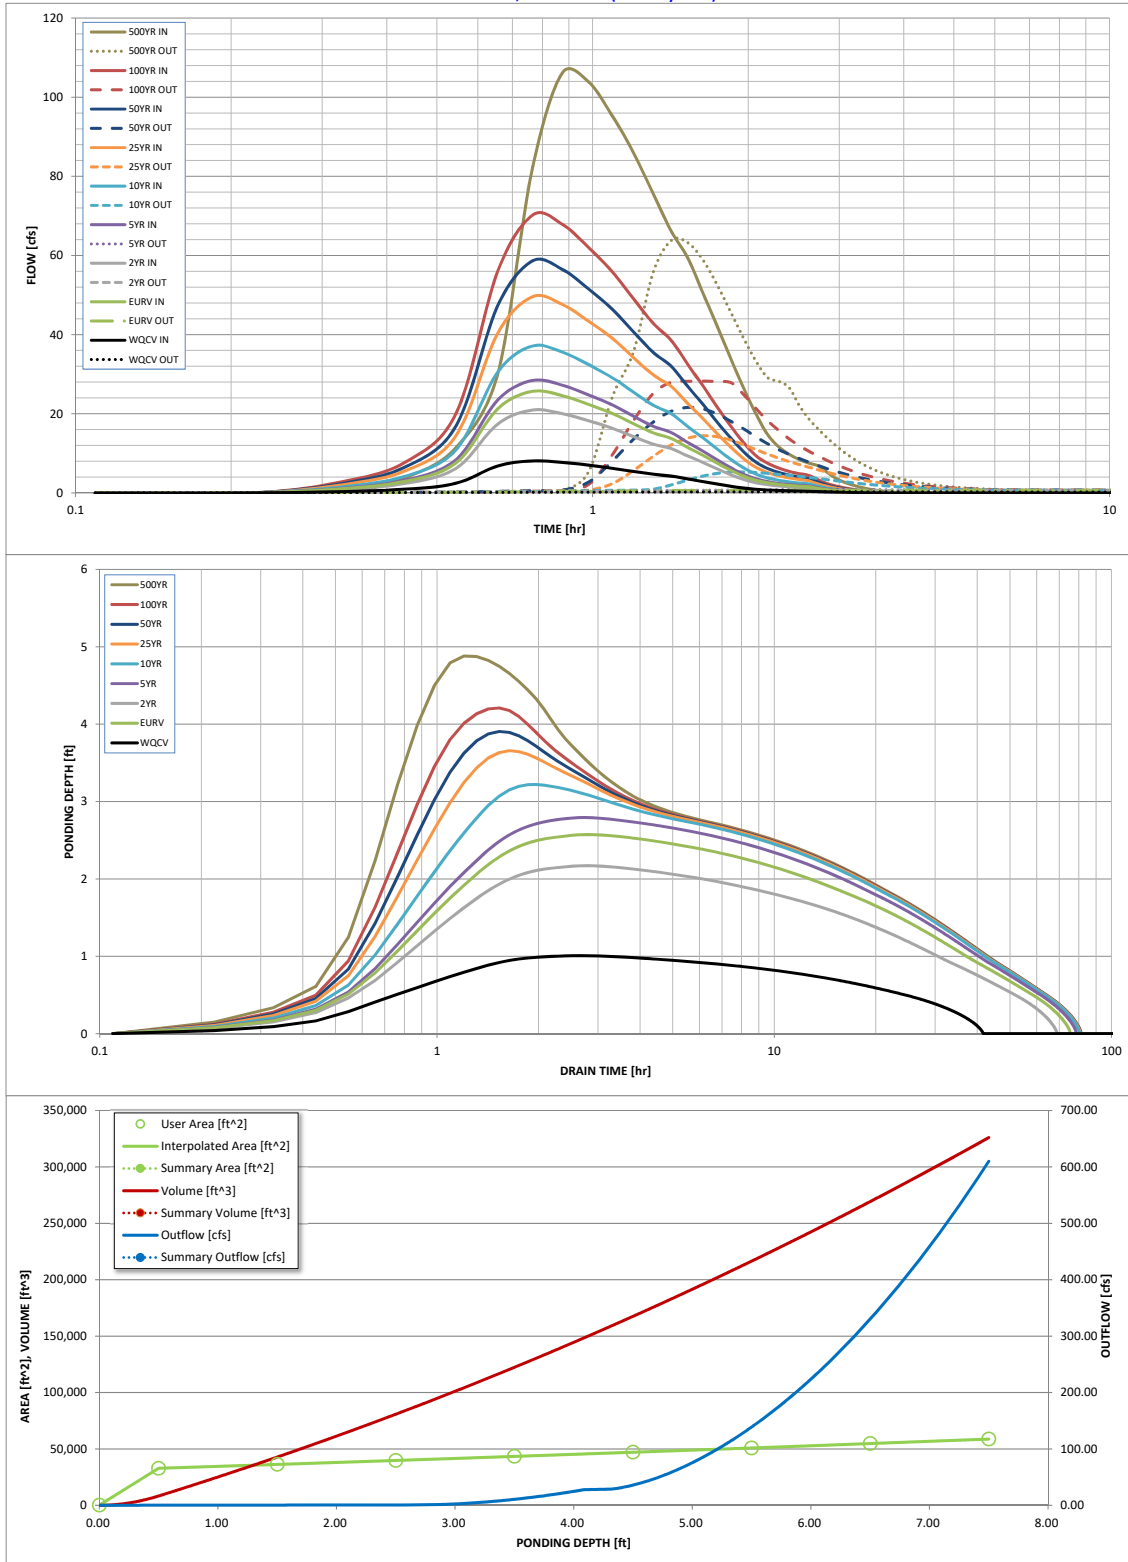 120
100
80
60
40
20
0
FLOW [cfs]
500YR IN
500YR OUT
100YR IN
100YR OUT
50YR IN
50YR OUT
25YR IN
25YR OUT
10YR IN
10YR OUT
5YR IN
5YR OUT
2YR IN
2YR OUT
EURV IN
EURV OUT
WQCV IN
WQCV OUT
0.1
1
10
TIME [hr]
6
5
4
3
2
1
0
PONDING DEPTH [ft]
500YR
100YR
50YR
25YR
10YR
5YR
2YR
EURV
WQCV
0.1
1
10
100
DRAIN TIME [hr]
350,000
300,000
250,000
200,000
150,000
100,000
50,000
0
AREA [ft^2], VOLUME [ft^3]
User Area [ft^2]
Interpolated Area [ft^2]
Summary Area [ft^2]
Volume [ft^3]
Summary Volume [ft^3]
Outflow [cfs]
Summary Outflow [cfs]
700.00
600.00
500.00
400.00
300.00
200.00
100.00
0.00
OUTFLOW [cfs]
0.00
1.00
2.00
3.00
4.00
5.00
6.00
7.00
8.00
PONDING DEPTH [ft]